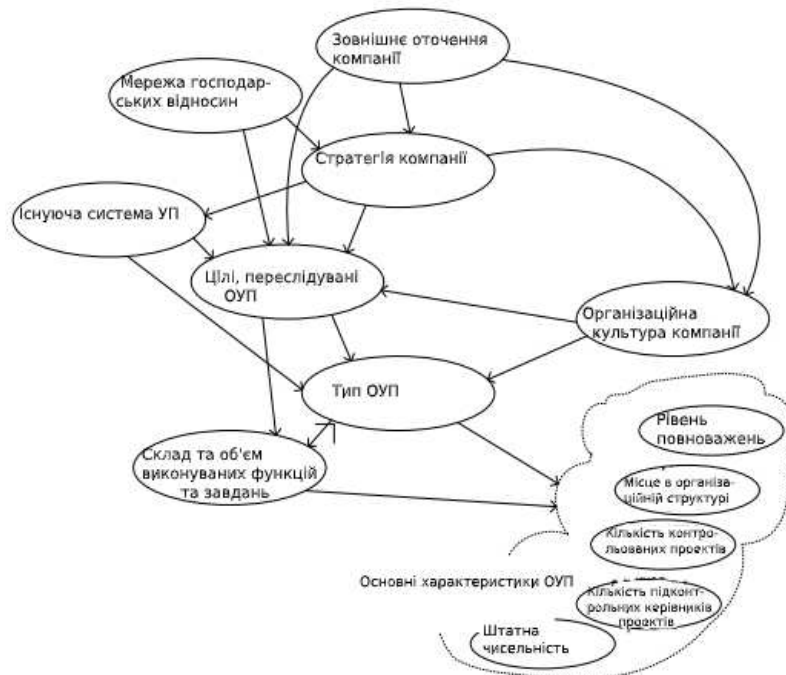 Зовнішнє оточення
компанії
Мережа господар-
ських відносин
Стратегія компанії
Існуюча система УП
Цілі, переслідувані
ОУП
Організаційна
культура компанії
Тип ОУП
Рівень
повноважень
Склад та об'єм
виконуваних функцій
та завдань
Місце в організа-
ційній структурі
Кількість контро-
льованих проектів
Основні характеристики ОУП
Кількість підконт-
рольних керівників
проектів
Штатна
чисельність